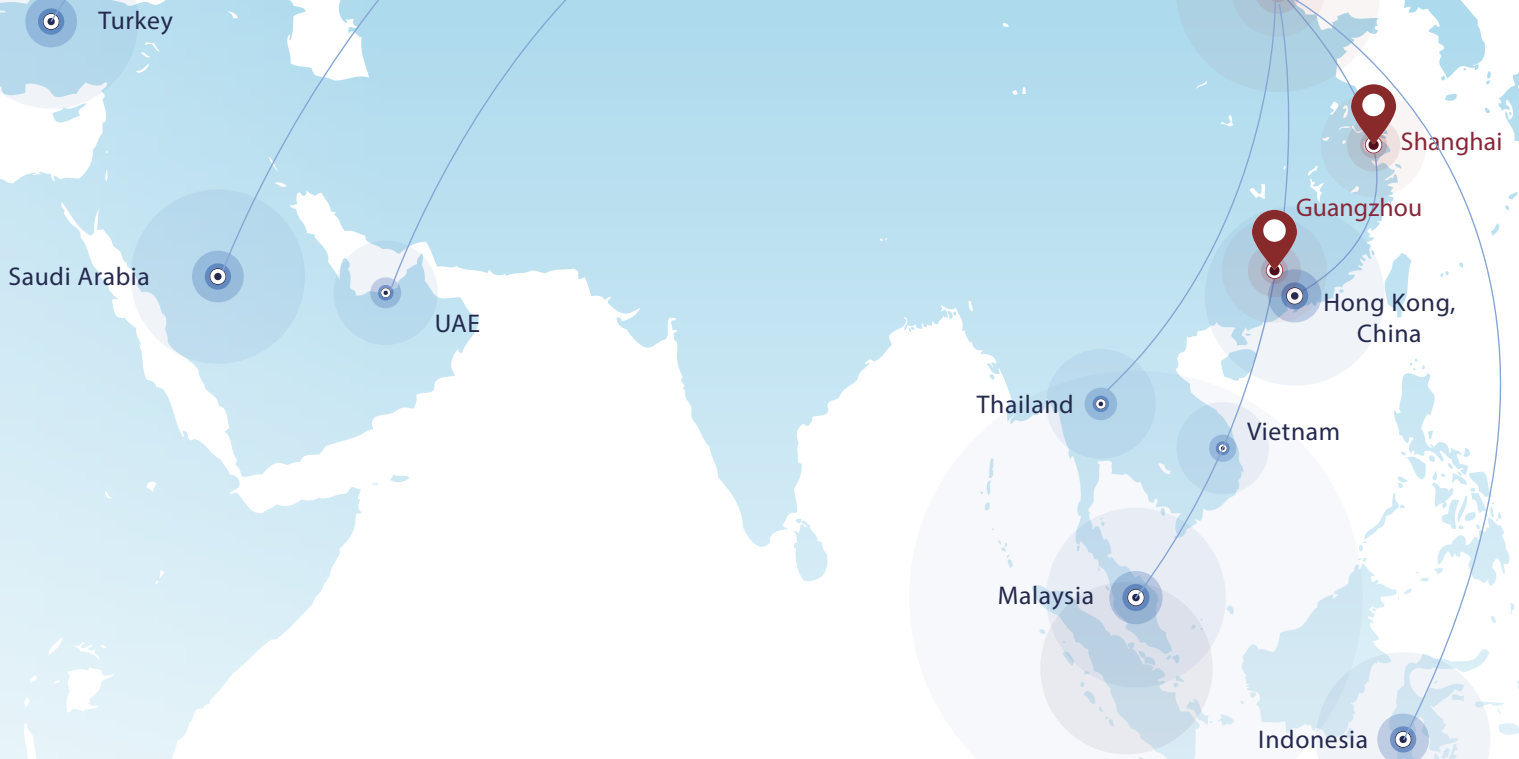 Turkey
Shanghai
Guangzhou
Saudi Arabia
UAE
Hong Kong,
China
Thailand
Vietnam
Malaysia
Indonesia